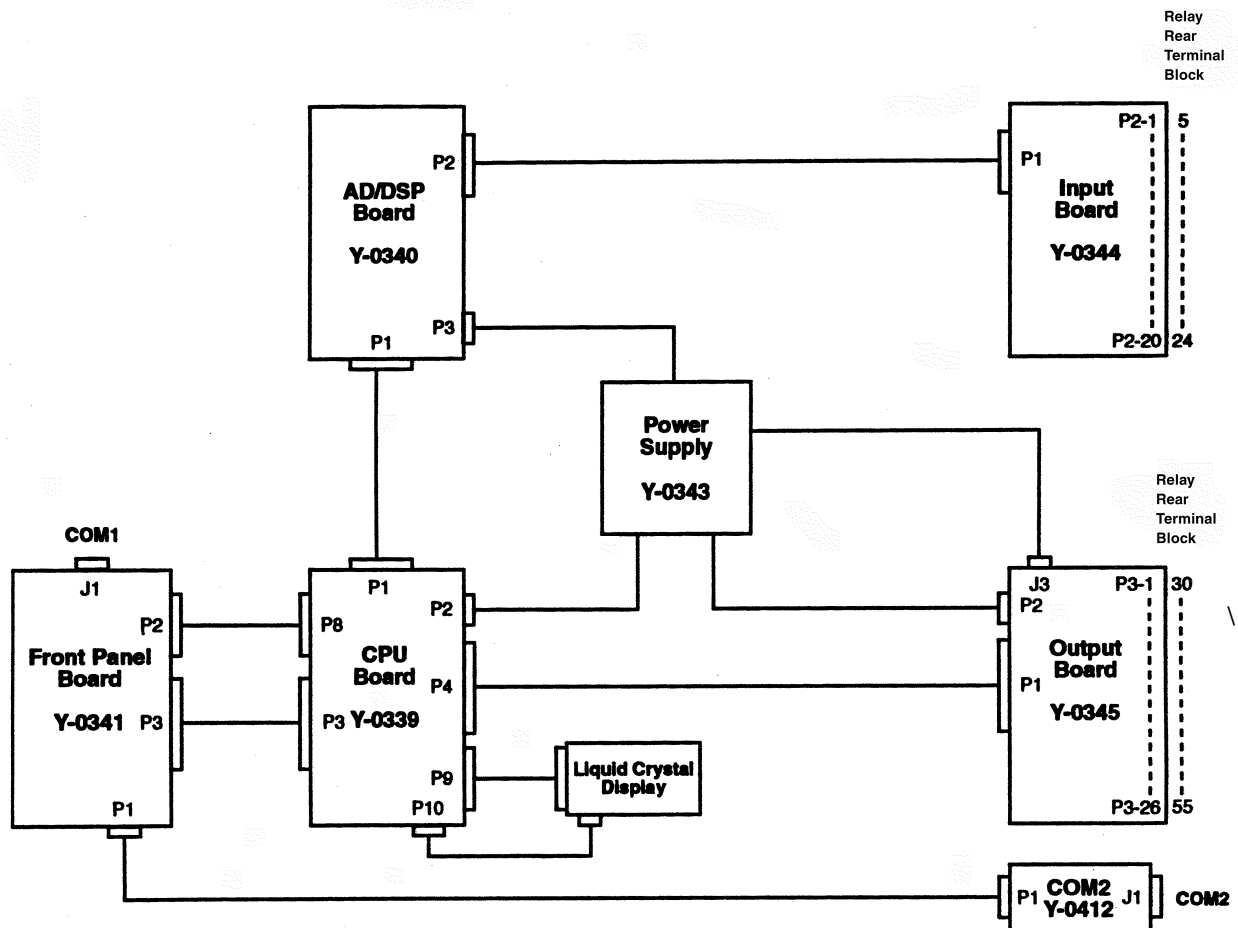 Relay
Rear
Terminal
Block
P2-1 5
P2
P1
AD/DSP
Board
Y-0340
Input
Board
Y-0344
P3
P1
P2-20 24
Power
Supply
Y-0343
Relay
Rear
Terminal
Block
COM1
J1
P1
J3 P3-1 30
P2
P8
P2
P2
Front Panel
Board
Y-0341 P3
CPU
Board
P3 Y-0339
P4
P1
Output
Board
Y-0345
P9
Liquid Crystal
Display
P1
P10
P3-26 55
P1 COM2 J1 COM2
Y-0412